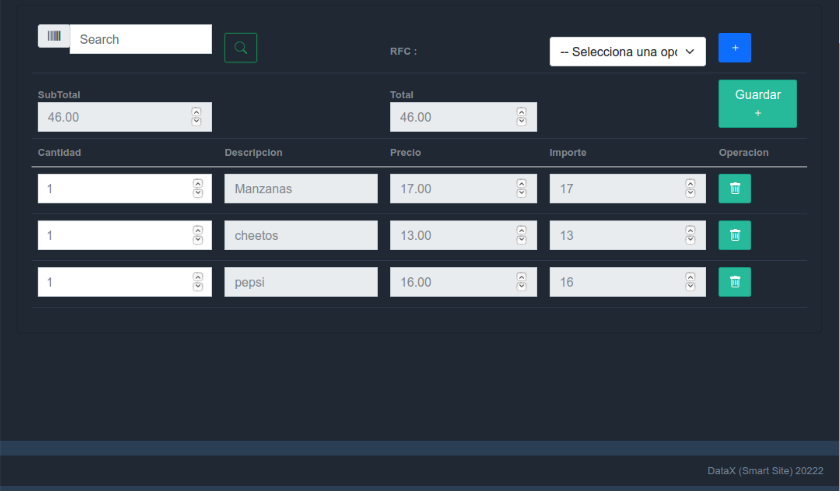 Search
RFC :
-- Selecciona una opc
+
SubTotal
Total
Guardar
+
46.00
46.00
Cantidad Descripcion Precio Importe Operacion
1 Manzanas 17.00 17
1 cheetos 13.00 13
1 pepsi 16.00 16
DataX (Smart Site) 20222